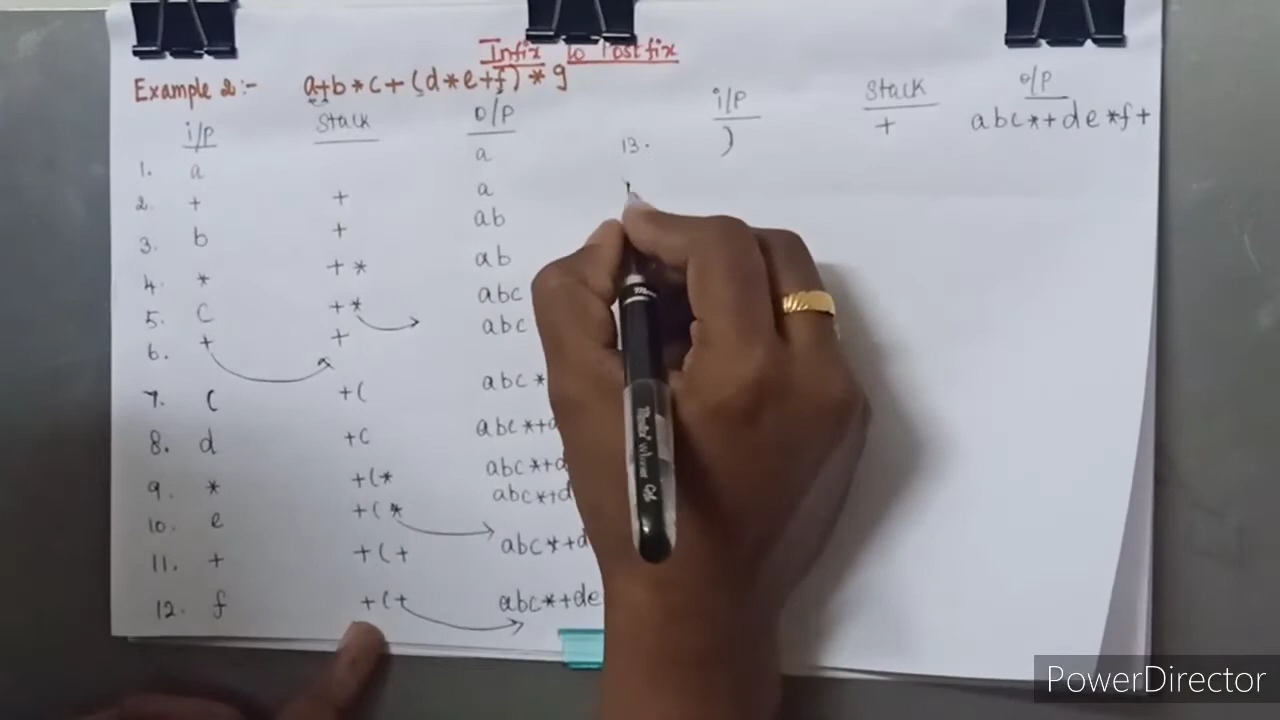 Infix to Postfix
Example 2:- a+b*c+(d*e+f)*g
i/p Stack o/p
1. a a
2. + + a
3. b + ab
4. * +* ab
5. c +* abc
6. + + abc
7. ( +( abc*
8. d +( abc*+d
9. * +(* abc*+d
10. e +(* abc*+d
11. + +(+ abc*+d
12. f +(+ abc*+de
i/p Stack o/p
13. ) + abc*+de*f+
PowerDirector